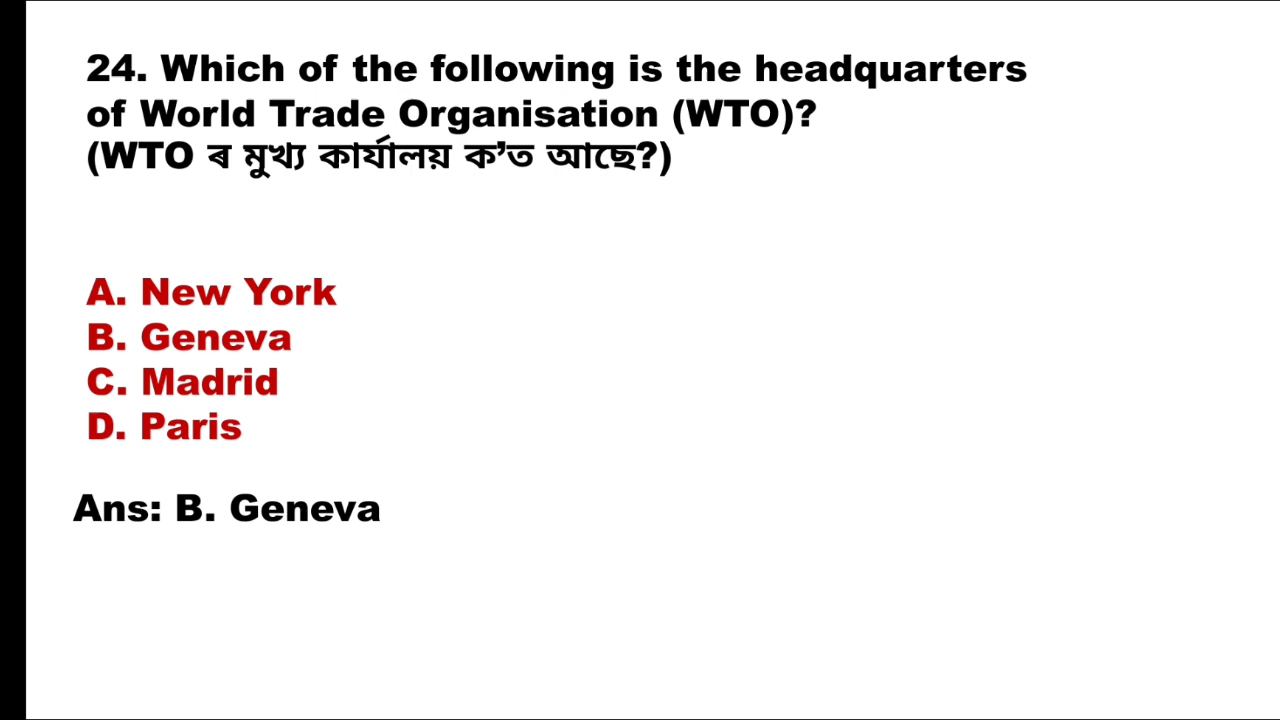 24. Which of the following is the headquarters
of World Trade Organisation (WTO)?
(WTO ৰ মুখ্য কাৰ্যালয় ক’ত আছে?)
A. New York
B. Geneva
C. Madrid
D. Paris
Ans: B. Geneva